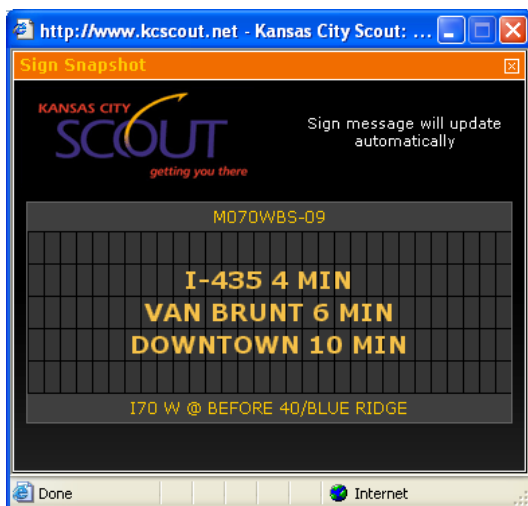 http://www.kcscout.net - Kansas City Scout: ...
Sign Snapshot
KANSAS CITY
SCOUT
getting you there
Sign message will update
automatically
M070WBS-09
I-435 4 MIN
VAN BRUNT 6 MIN
DOWNTOWN 10 MIN
I70 W @ BEFORE 40/BLUE RIDGE
Done
Internet